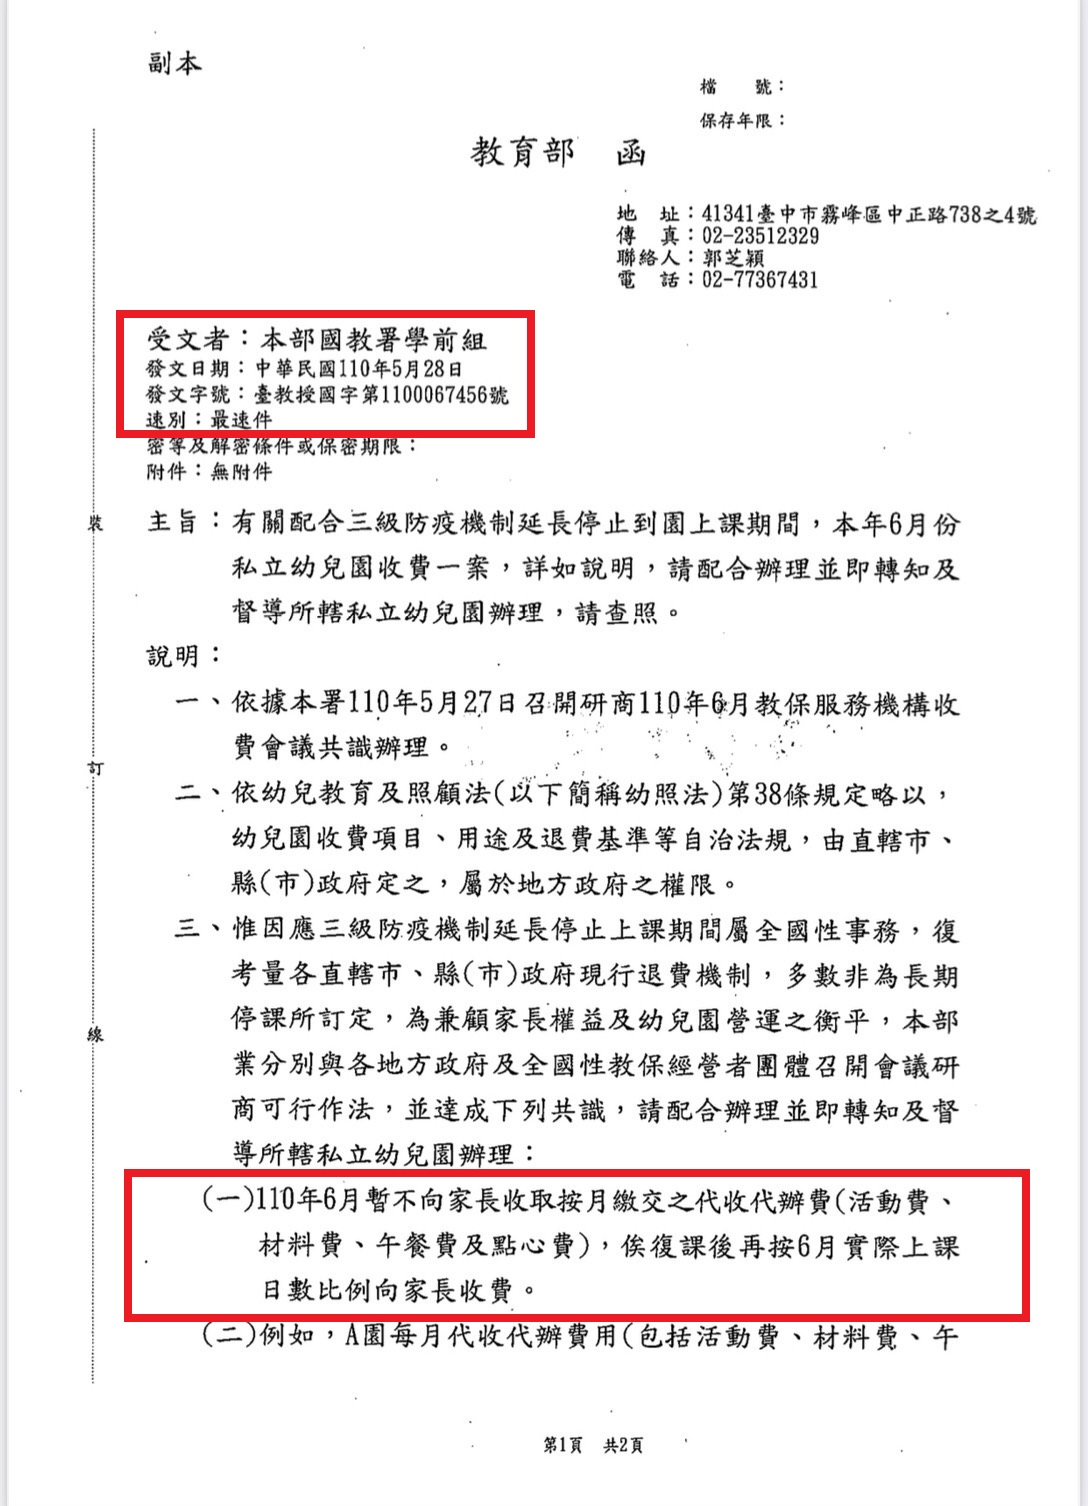 副本
檔　　號：
保存年限：
教育部　函
地　址：41341臺中市霧峰區中正路738之4號
傳　真：02-23512329
聯絡人：郭芝穎
電　話：02-77367431
受文者：本部國教署學前組
發文日期：中華民國110年5月28日
發文字號：臺教授國字第1100067456號
速別：最速件
密等及解密條件或保密期限：
附件：無附件
主旨：有關配合三級防疫機制延長停止到園上課期間，本年6月份
私立幼兒園收費一案，詳如說明，請配合辦理並即轉知及
督導所轄私立幼兒園辦理，請查照。
說明：
一、依據本署110年5月27日召開研商110年6月教保服務機構收
費會議共識辦理。
二、依幼兒教育及照顧法(以下簡稱幼照法)第38條規定略以，
幼兒園收費項目、用途及退費基準等自治法規，由直轄市、
縣(市)政府定之，屬於地方政府之權限。
三、惟因應三級防疫機制延長停止上課期間屬全國性事務，復
考量各直轄市、縣(市)政府現行退費機制，多數非為長期
停課所訂定，為兼顧家長權益及幼兒園營運之衡平，本部
業分別與各地方政府及全國性教保經營者團體召開會議研
商可行作法，並達成下列共識，請配合辦理並即轉知及督
導所轄私立幼兒園辦理：
(一)110年6月暫不向家長收取按月繳交之代收代辦費(活動費、
材料費、午餐費及點心費)，俟復課後再按6月實際上課
日數比例向家長收費。
(二)例如，A園每月代收代辦費用(包括活動費、材料費、午
裝
訂
線
第1頁　共2頁